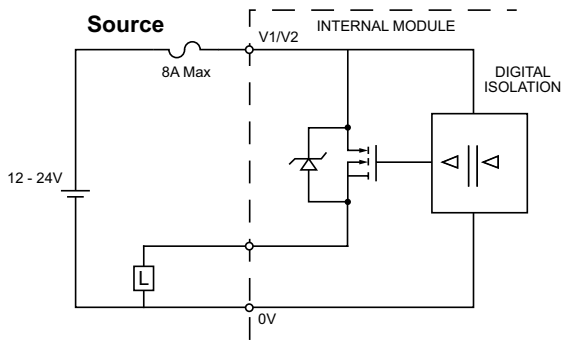 Source
INTERNAL MODULE
V1/V2
8A Max
DIGITAL
ISOLATION
12 - 24V
L
0V